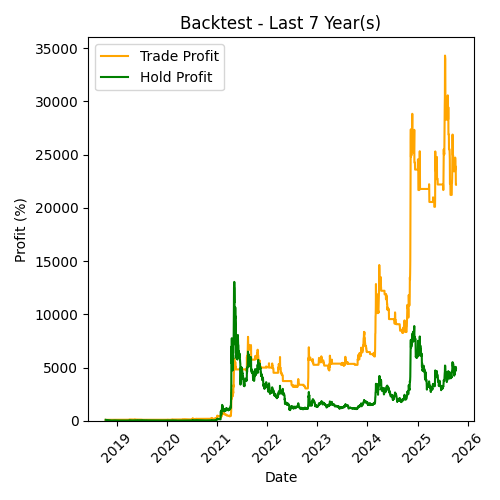 Backtest - Last 7 Year(s)
Trade Profit
Hold Profit
Profit (%)
35000
30000
25000
20000
15000
10000
5000
0
2019 2020 2021 2022 2023 2024 2025 2026
Date